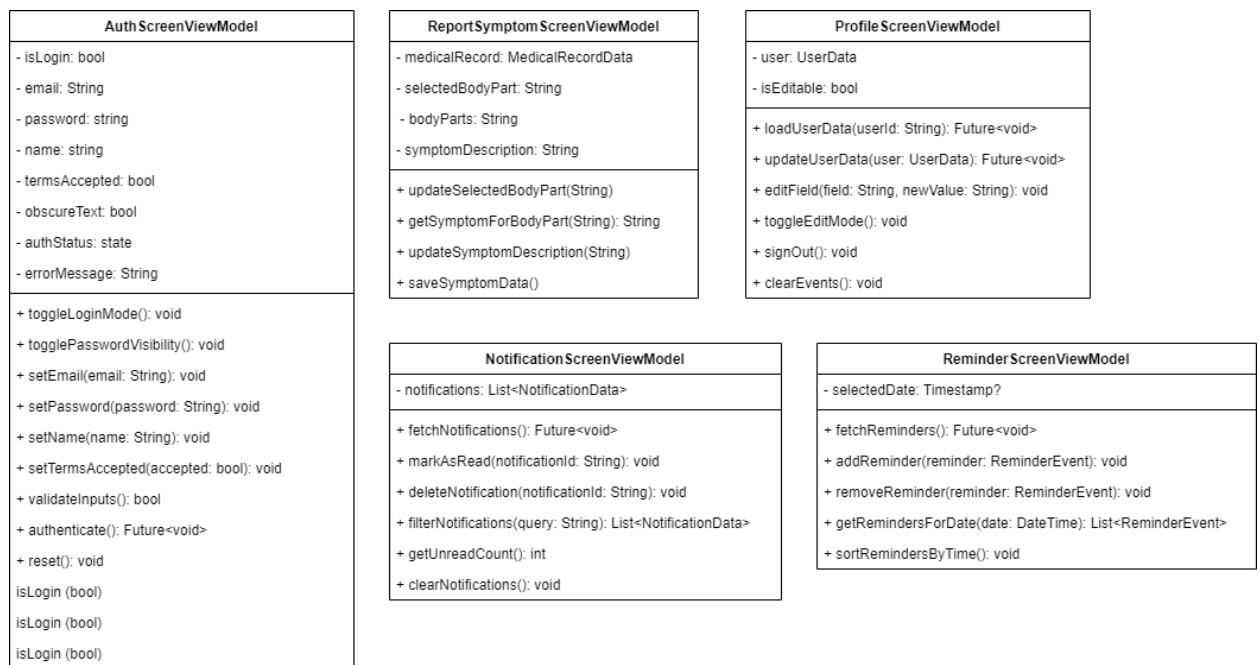 AuthScreenViewModel
- isLogin: bool
- email: String
- password: string
- name: string
- termsAccepted: bool
- obscureText: bool
- authStatus: state
- errorMessage: String
+ toggleLoginMode(): void
+ togglePasswordVisibility(): void
+ setEmail(email: String): void
+ setPassword(password: String): void
+ setName(name: String): void
+ setTermsAccepted(accepted: bool): void
+ validateInputs(): bool
+ authenticate(): Future<void>
+ reset(): void
isLogin (bool)
isLogin (bool)
isLogin (bool)
ReportSymptomScreenViewModel
- medicalRecord: MedicalRecordData
- selectedBodyPart: String
- bodyParts: String
- symptomDescription: String
+ updateSelectedBodyPart(String)
+ getSymptomForBodyPart(String): String
+ updateSymptomDescription(String)
+ saveSymptomData()
ProfileScreenViewModel
- user: UserData
- isEditable: bool
+ loadUserData(userId: String): Future<void>
+ updateUserData(user: UserData): Future<void>
+ editField(field: String, newValue: String): void
+ toggleEditMode(): void
+ signOut(): void
+ clearEvents(): void
NotificationScreenViewModel
- notifications: List<NotificationData>
+ fetchNotifications(): Future<void>
+ markAsRead(notificationId: String): void
+ deleteNotification(notificationId: String): void
+ filterNotifications(query: String): List<NotificationData>
+ getUnreadCount(): int
+ clearNotifications(): void
ReminderScreenViewModel
- selectedDate: Timestamp?
+ fetchReminders(): Future<void>
+ addReminder(reminder: ReminderEvent): void
+ removeReminder(reminder: ReminderEvent): void
+ getRemindersForDate(date: DateTime): List<ReminderEvent>
+ sortRemindersByTime(): void